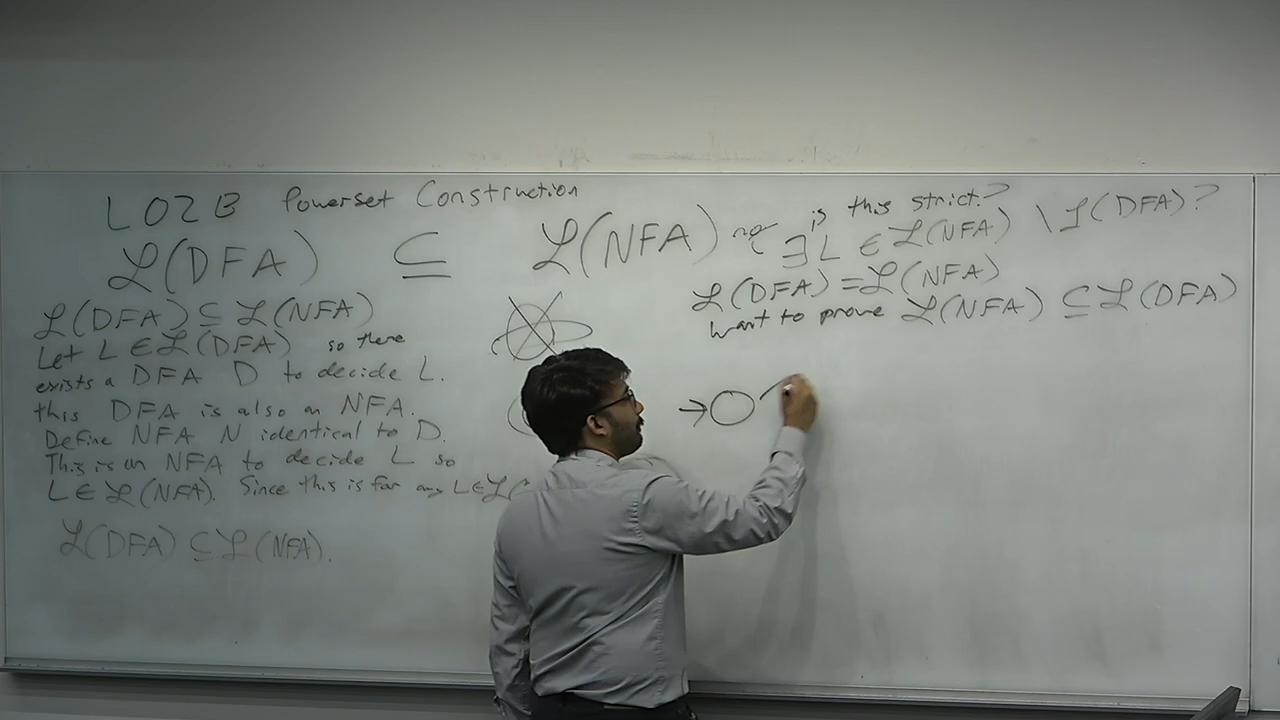 L02B Powerset Construction
ℒ(DFA) ⊆ ℒ(NFA)
ℒ(DFA) ⊆ ℒ(NFA)
Let L ∈ ℒ(DFA) so there
exists a DFA D to decide L.
this DFA is also an NFA.
Define NFA N identical to D.
This is an NFA to decide L so
L ∈ ℒ(NFA). Since this is for any L ∈ ℒ(
ℒ(DFA) ⊆ ℒ(NFA).
is this strict?
∃ L ∈ ℒ(NFA) \ ℒ(DFA)?
ℒ(DFA) = ℒ(NFA)
want to prove ℒ(NFA) ⊆ ℒ(DFA)